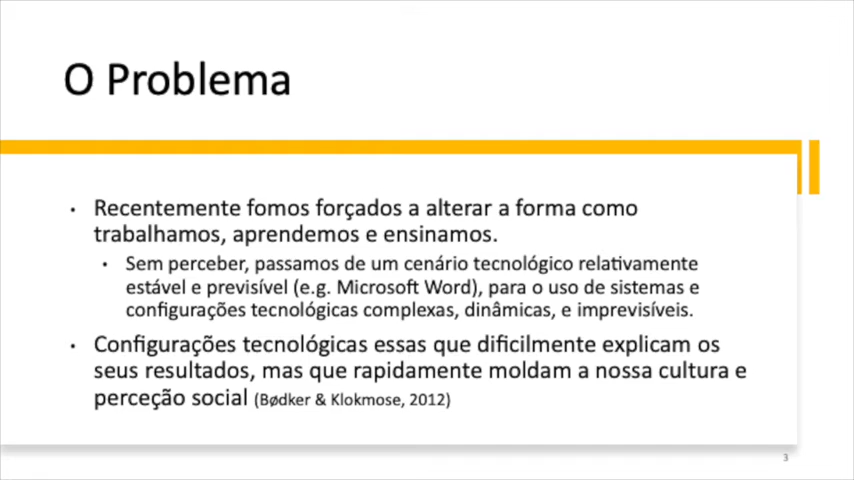 O Problema
• Recentemente fomos forçados a alterar a forma como
trabalhamos, aprendemos e ensinamos.
• Sem perceber, passamos de um cenário tecnológico relativamente
estável e previsível (e.g. Microsoft Word), para o uso de sistemas e
configurações tecnológicas complexas, dinâmicas, e imprevisíveis.
• Configurações tecnológicas essas que dificilmente explicam os
seus resultados, mas que rapidamente moldam a nossa cultura e
perceção social (Bødker & Klokmose, 2012)
3